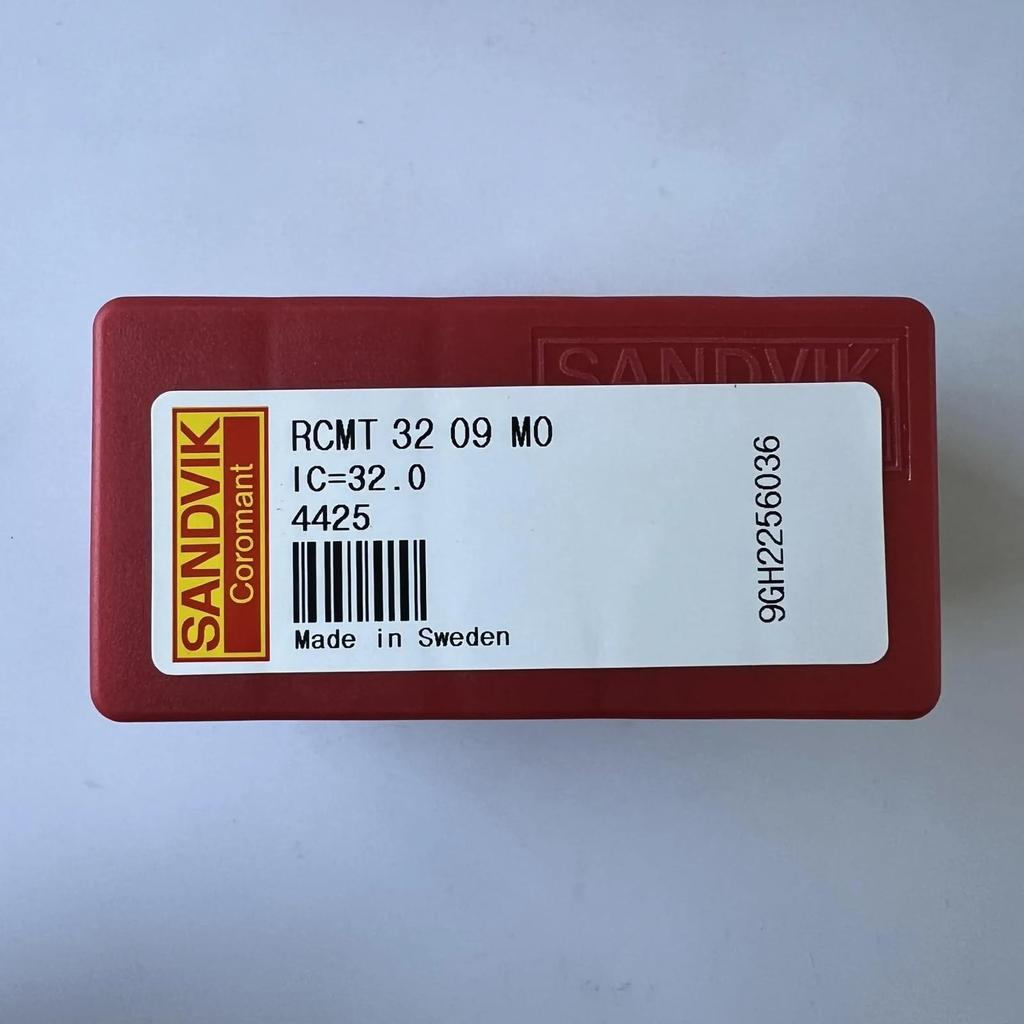 SANDVIK
SANDVIK
Coromant
RCMT 32 09 M0
IC=32.0
4425
Made in Sweden
9GH2256036